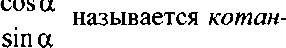 cos α
называется котан-
sin α